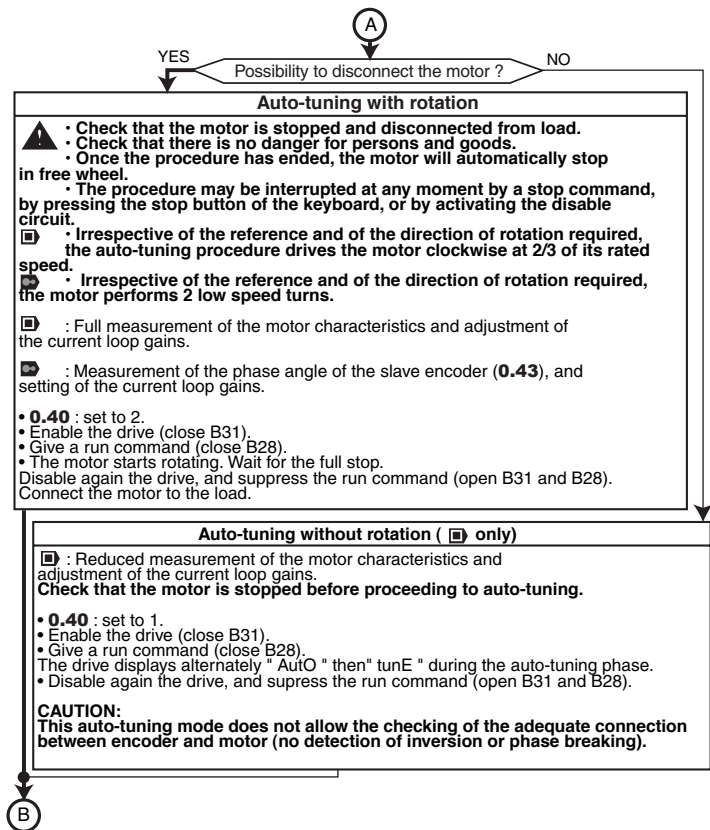 A
YES
NO
Possibility to disconnect the motor ?
Auto-tuning with rotation
• Check that the motor is stopped and disconnected from load.
• Check that there is no danger for persons and goods.
• Once the procedure has ended, the motor will automatically stop
in free wheel.
• The procedure may be interrupted at any moment by a stop command,
by pressing the stop button of the keyboard, or by activating the disable
circuit.
• Irrespective of the reference and of the direction of rotation required,
the auto-tuning procedure drives the motor clockwise at 2/3 of its rated
speed.
• Irrespective of the reference and of the direction of rotation required,
the motor performs 2 low speed turns.
: Full measurement of the motor characteristics and adjustment of
the current loop gains.
: Measurement of the phase angle of the slave encoder (0.43), and
setting of the current loop gains.
• 0.40 : set to 2.
• Enable the drive (close B31).
• Give a run command (close B28).
• The motor starts rotating. Wait for the full stop.
Disable again the drive, and suppress the run command (open B31 and B28).
Connect the motor to the load.
Auto-tuning without rotation ( only)
: Reduced measurement of the motor characteristics and
adjustment of the current loop gains.
Check that the motor is stopped before proceeding to auto-tuning.
• 0.40 : set to 1.
• Enable the drive (close B31).
• Give a run command (close B28).
The drive displays alternately " AutO " then" tunE " during the auto-tuning phase.
• Disable again the drive, and supress the run command (open B31 and B28).
CAUTION:
This auto-tuning mode does not allow the checking of the adequate connection
between encoder and motor (no detection of inversion or phase breaking).
B